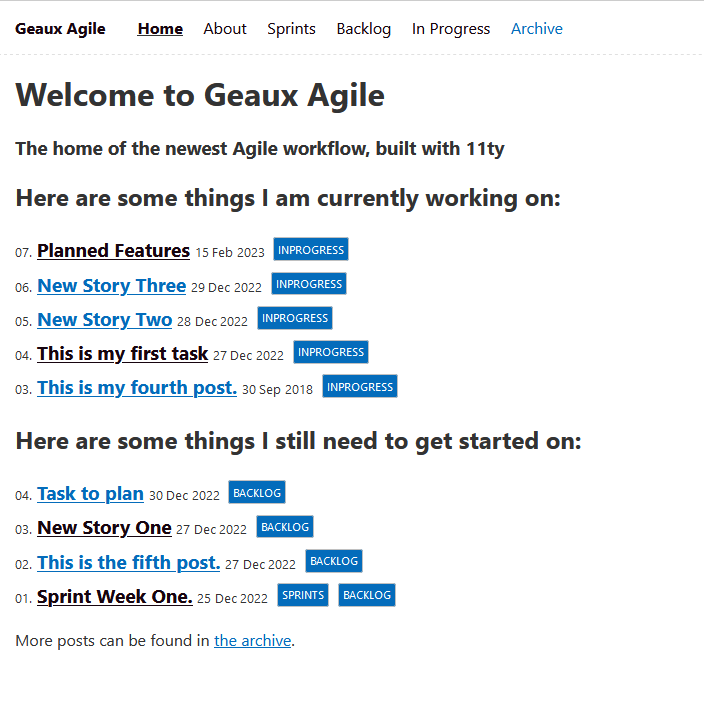 Geaux Agile Home About Sprints Backlog In Progress Archive
Welcome to Geaux Agile
The home of the newest Agile workflow, built with 11ty
Here are some things I am currently working on:
07. Planned Features 15 Feb 2023 INPROGRESS
06. New Story Three 29 Dec 2022 INPROGRESS
05. New Story Two 28 Dec 2022 INPROGRESS
04. This is my first task 27 Dec 2022 INPROGRESS
03. This is my fourth post. 30 Sep 2018 INPROGRESS
Here are some things I still need to get started on:
04. Task to plan 30 Dec 2022 BACKLOG
03. New Story One 27 Dec 2022 BACKLOG
02. This is the fifth post. 27 Dec 2022 BACKLOG
01. Sprint Week One. 25 Dec 2022 SPRINTS BACKLOG
More posts can be found in the archive.